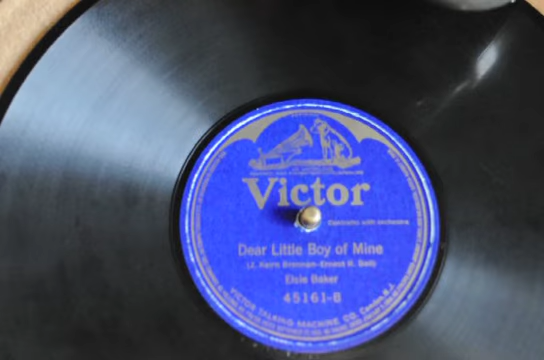 Victor
Contralto with orchestra
Dear Little Boy of Mine
(J. Keirn Brennan-Ernest R. Ball)
Elsie Baker
45161-B
VICTOR TALKING MACHINE CO. Camden, N.J.